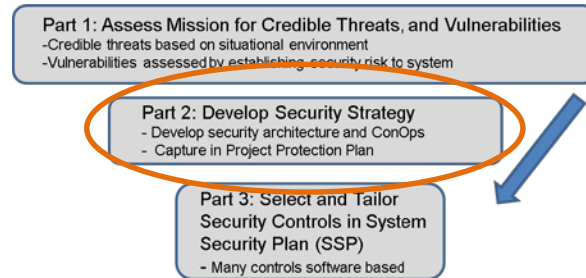 Part 1: Assess Mission for Credible Threats, and Vulnerabilities
-Credible threats based on situational environment
-Vulnerabilities assessed by establishing security risk to system
Part 2: Develop Security Strategy
- Develop security architecture and ConOps
- Capture in Project Protection Plan
Part 3: Select and Tailor
Security Controls in System
Security Plan (SSP)
- Many controls software based